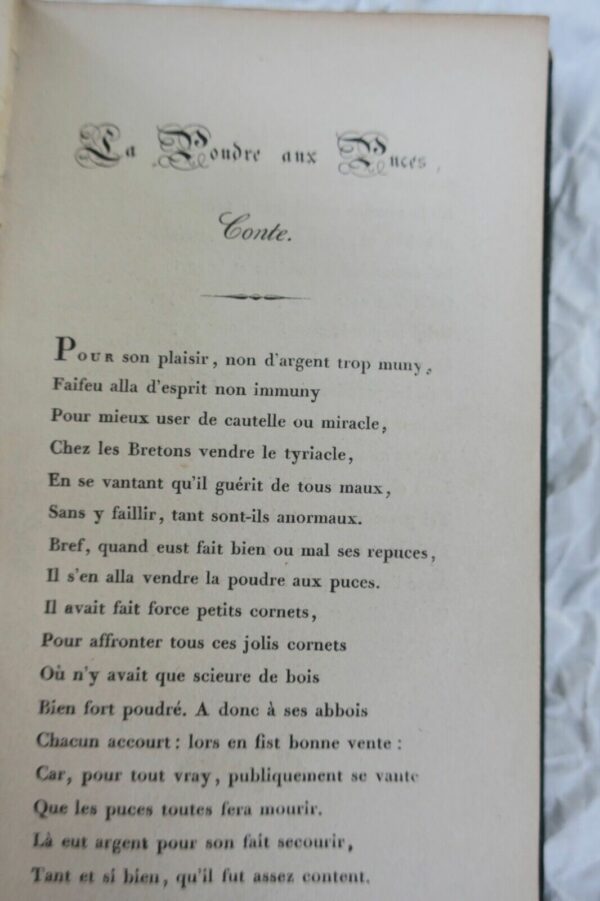 La Poudre aux Puces,
Conte.
Pour son plaisir, non d'argent trop muny,
Faifeu alla d'esprit non immuny
Pour mieux user de cautelle ou miracle,
Chez les Bretons vendre le tyriacle,
En se vantant qu'il guérit de tous maux,
Sans y faillir, tant sont-ils anormaux.
Bref, quand eust fait bien ou mal ses repuces,
Il s'en alla vendre la poudre aux puces.
Il avait fait force petits cornets,
Pour affronter tous ces jolis cornets
Où n'y avait que scieure de bois
Bien fort poudré. A donc à ses abbois
Chacun accourt : lors en fist bonne vente :
Car, pour tout vray, publiquement se vante
Que les puces toutes fera mourir.
Là eut argent pour son fait secourir,
Tant et si bien, qu'il fut assez content.